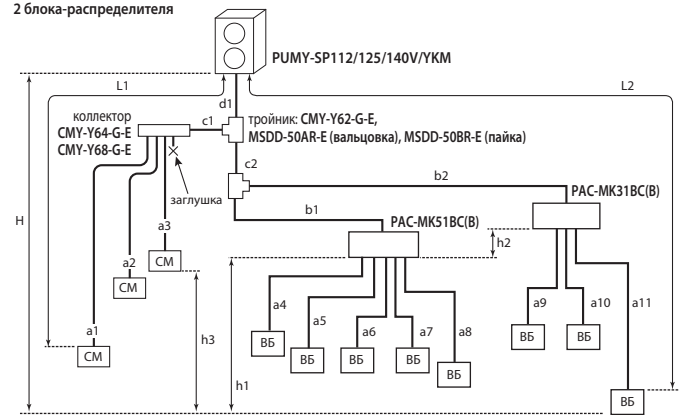 2 блока-распределителя
PUMY-SP112/125/140V/YKM
L1
L2
d1
коллектор
CMY-Y64-G-E
CMY-Y68-G-E
c1
тройник: CMY-Y62-G-E,
MSDD-50AR-E (вальцовка), MSDD-50BR-E (пайка)
c2
заглушка
b2
PAC-MK31BC(B)
b1
PAC-MK51BC(B)
H
a3
h2
a2
СМ
СМ
a1
h3
СМ
a4
a5
a6
a7
a8
a9
a10
a11
h1
ВБ
ВБ
ВБ
ВБ
ВБ
ВБ
ВБ
ВБ